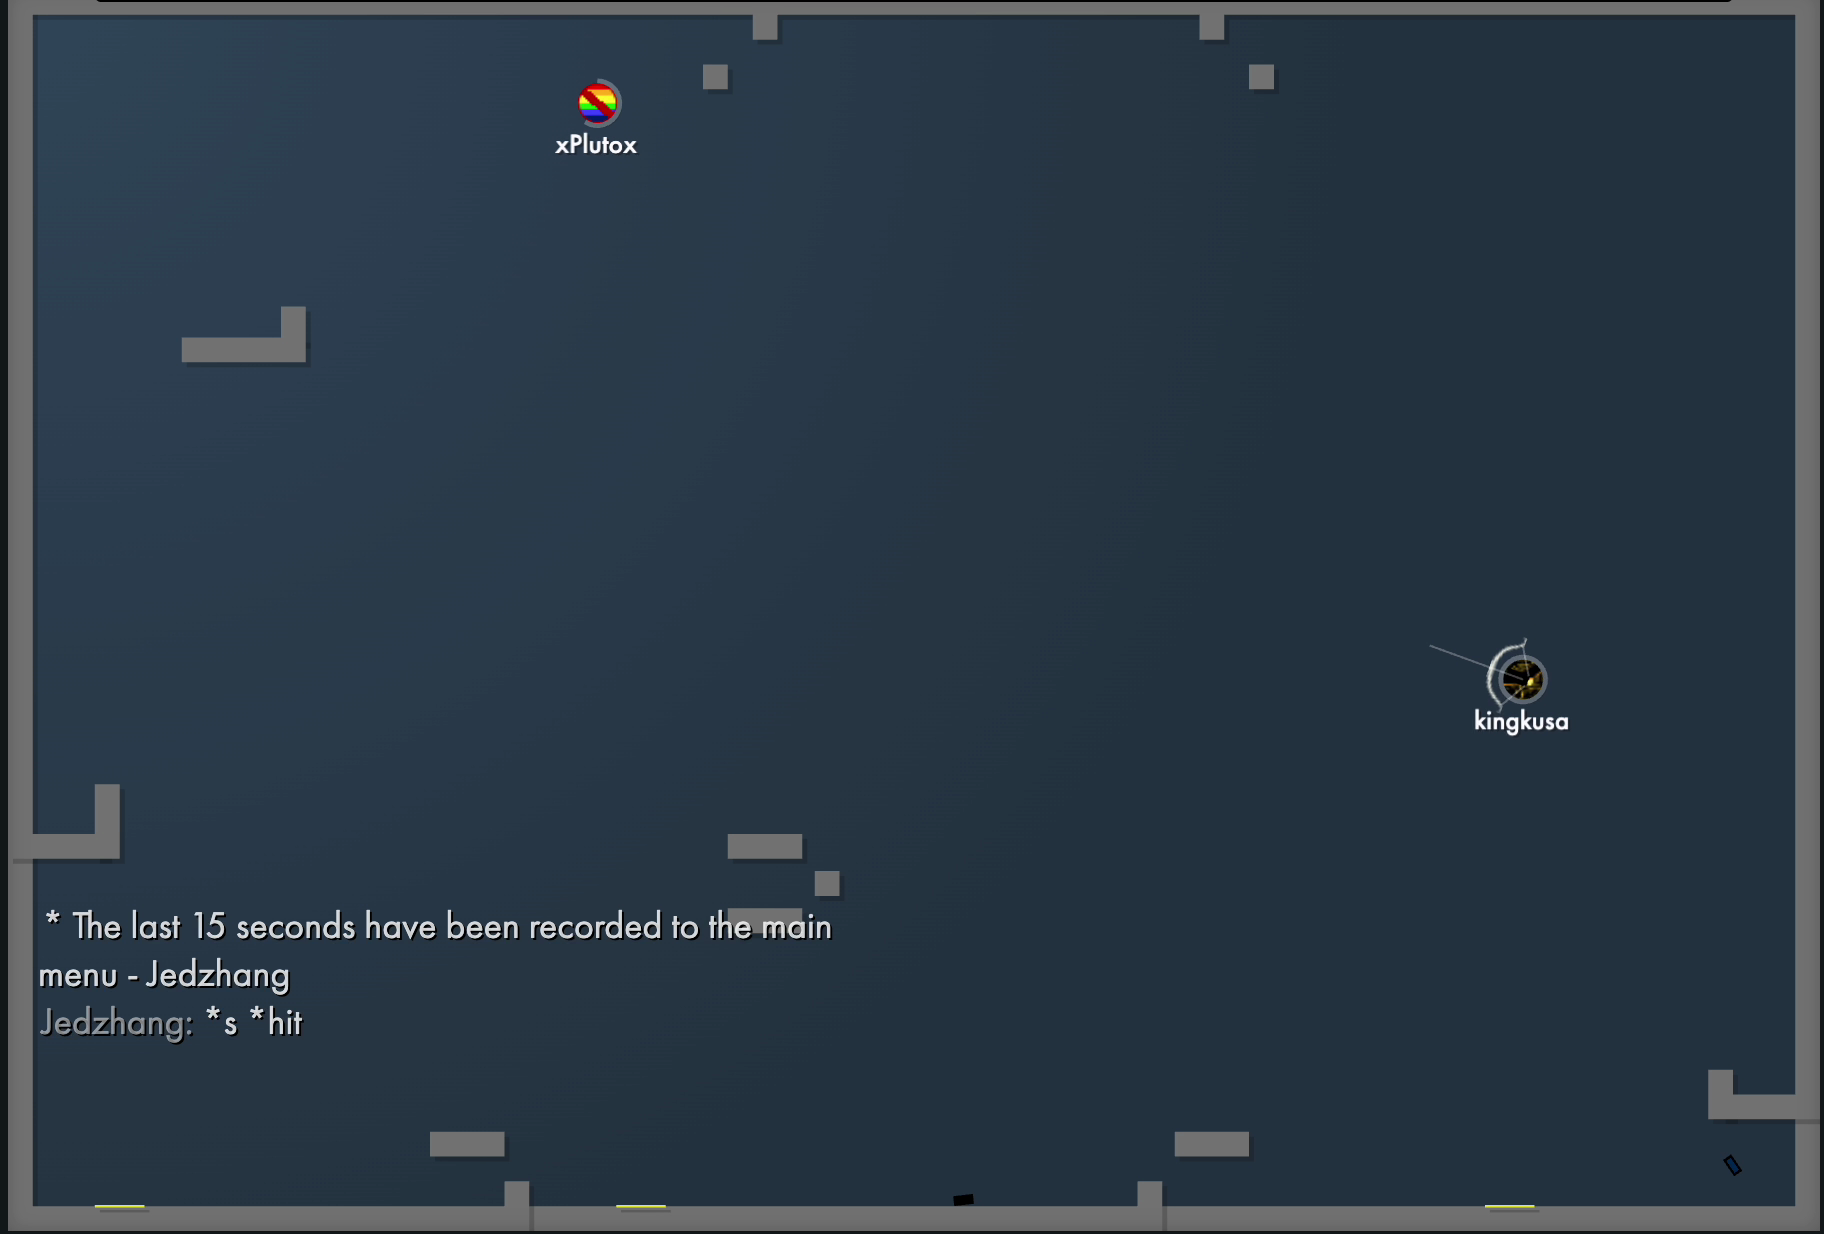 xPlutox
kingkusa
* The last 15 seconds have been recorded to the main
menu - Jedzhang
Jedzhang: *s *hit